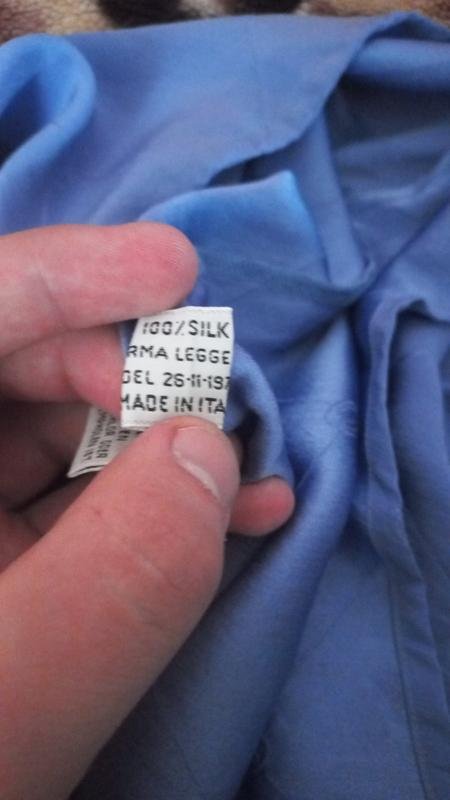 100% SILK
RMA LEGGE
DEL 26-11-197
MADE IN ITA